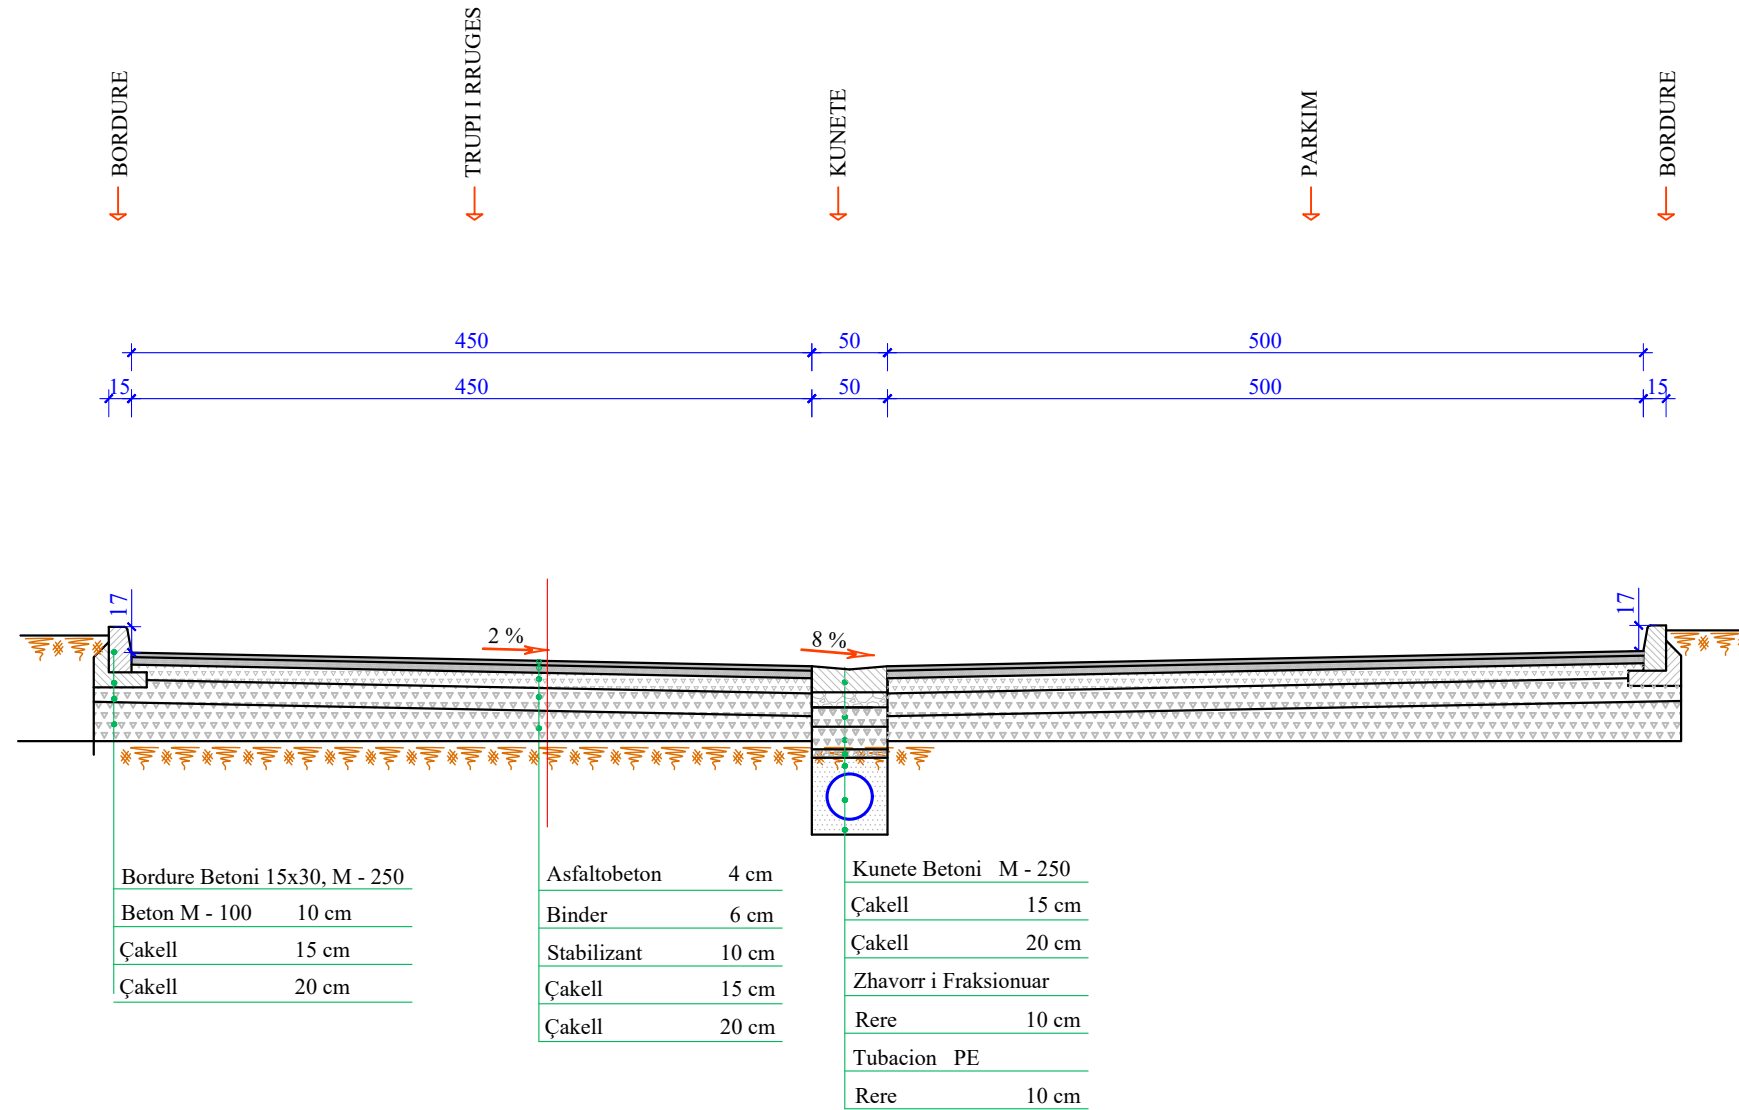 BORDURE
TRUPI I RRUGES
KUNETE
PARKIM
BORDURE
450
50
500
15
450
50
500
15
17
2 %
8 %
17
Bordure Betoni 15x30, M - 250
Beton M - 100 10 cm
Çakell 15 cm
Çakell 20 cm
Asfaltobeton 4 cm
Binder 6 cm
Stabilizant 10 cm
Çakell 15 cm
Çakell 20 cm
Kunete Betoni M - 250
Çakell 15 cm
Çakell 20 cm
Zhavorr i Fraksionuar
Rere 10 cm
Tubacion PE
Rere 10 cm